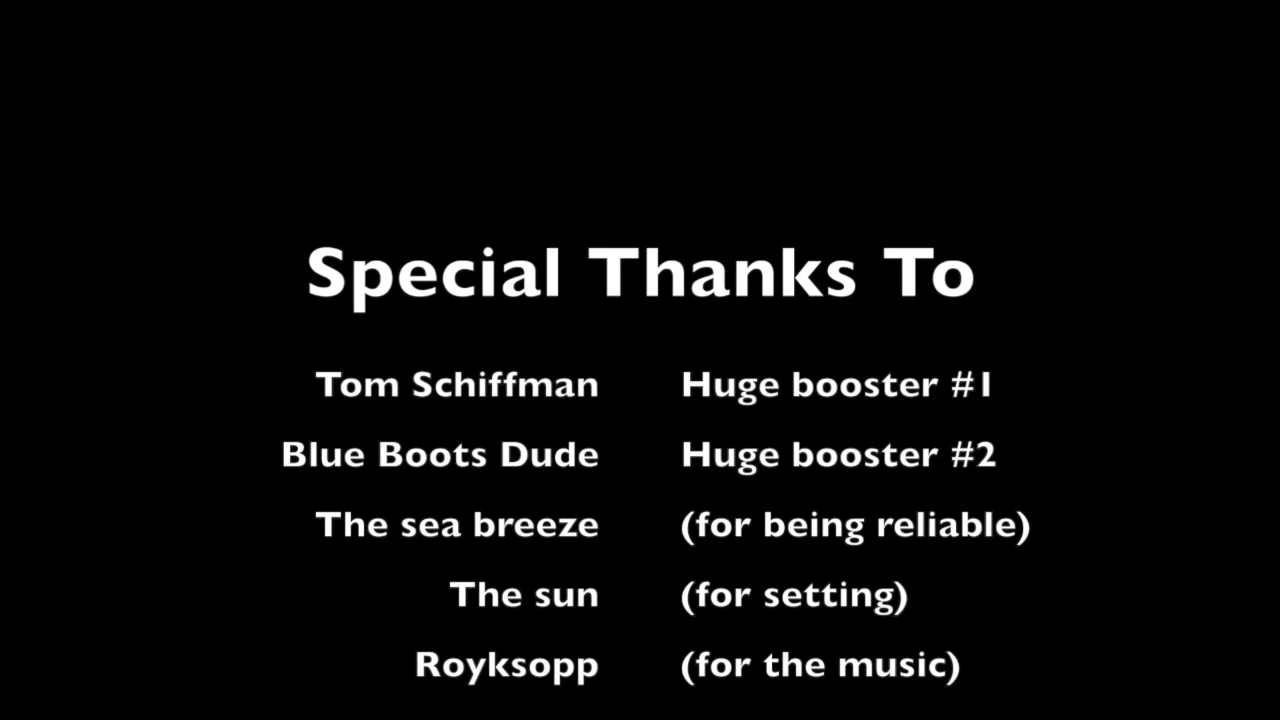 Special Thanks To
Tom Schiffman Huge booster #1
Blue Boots Dude Huge booster #2
The sea breeze (for being reliable)
The sun (for setting)
Royksopp (for the music)